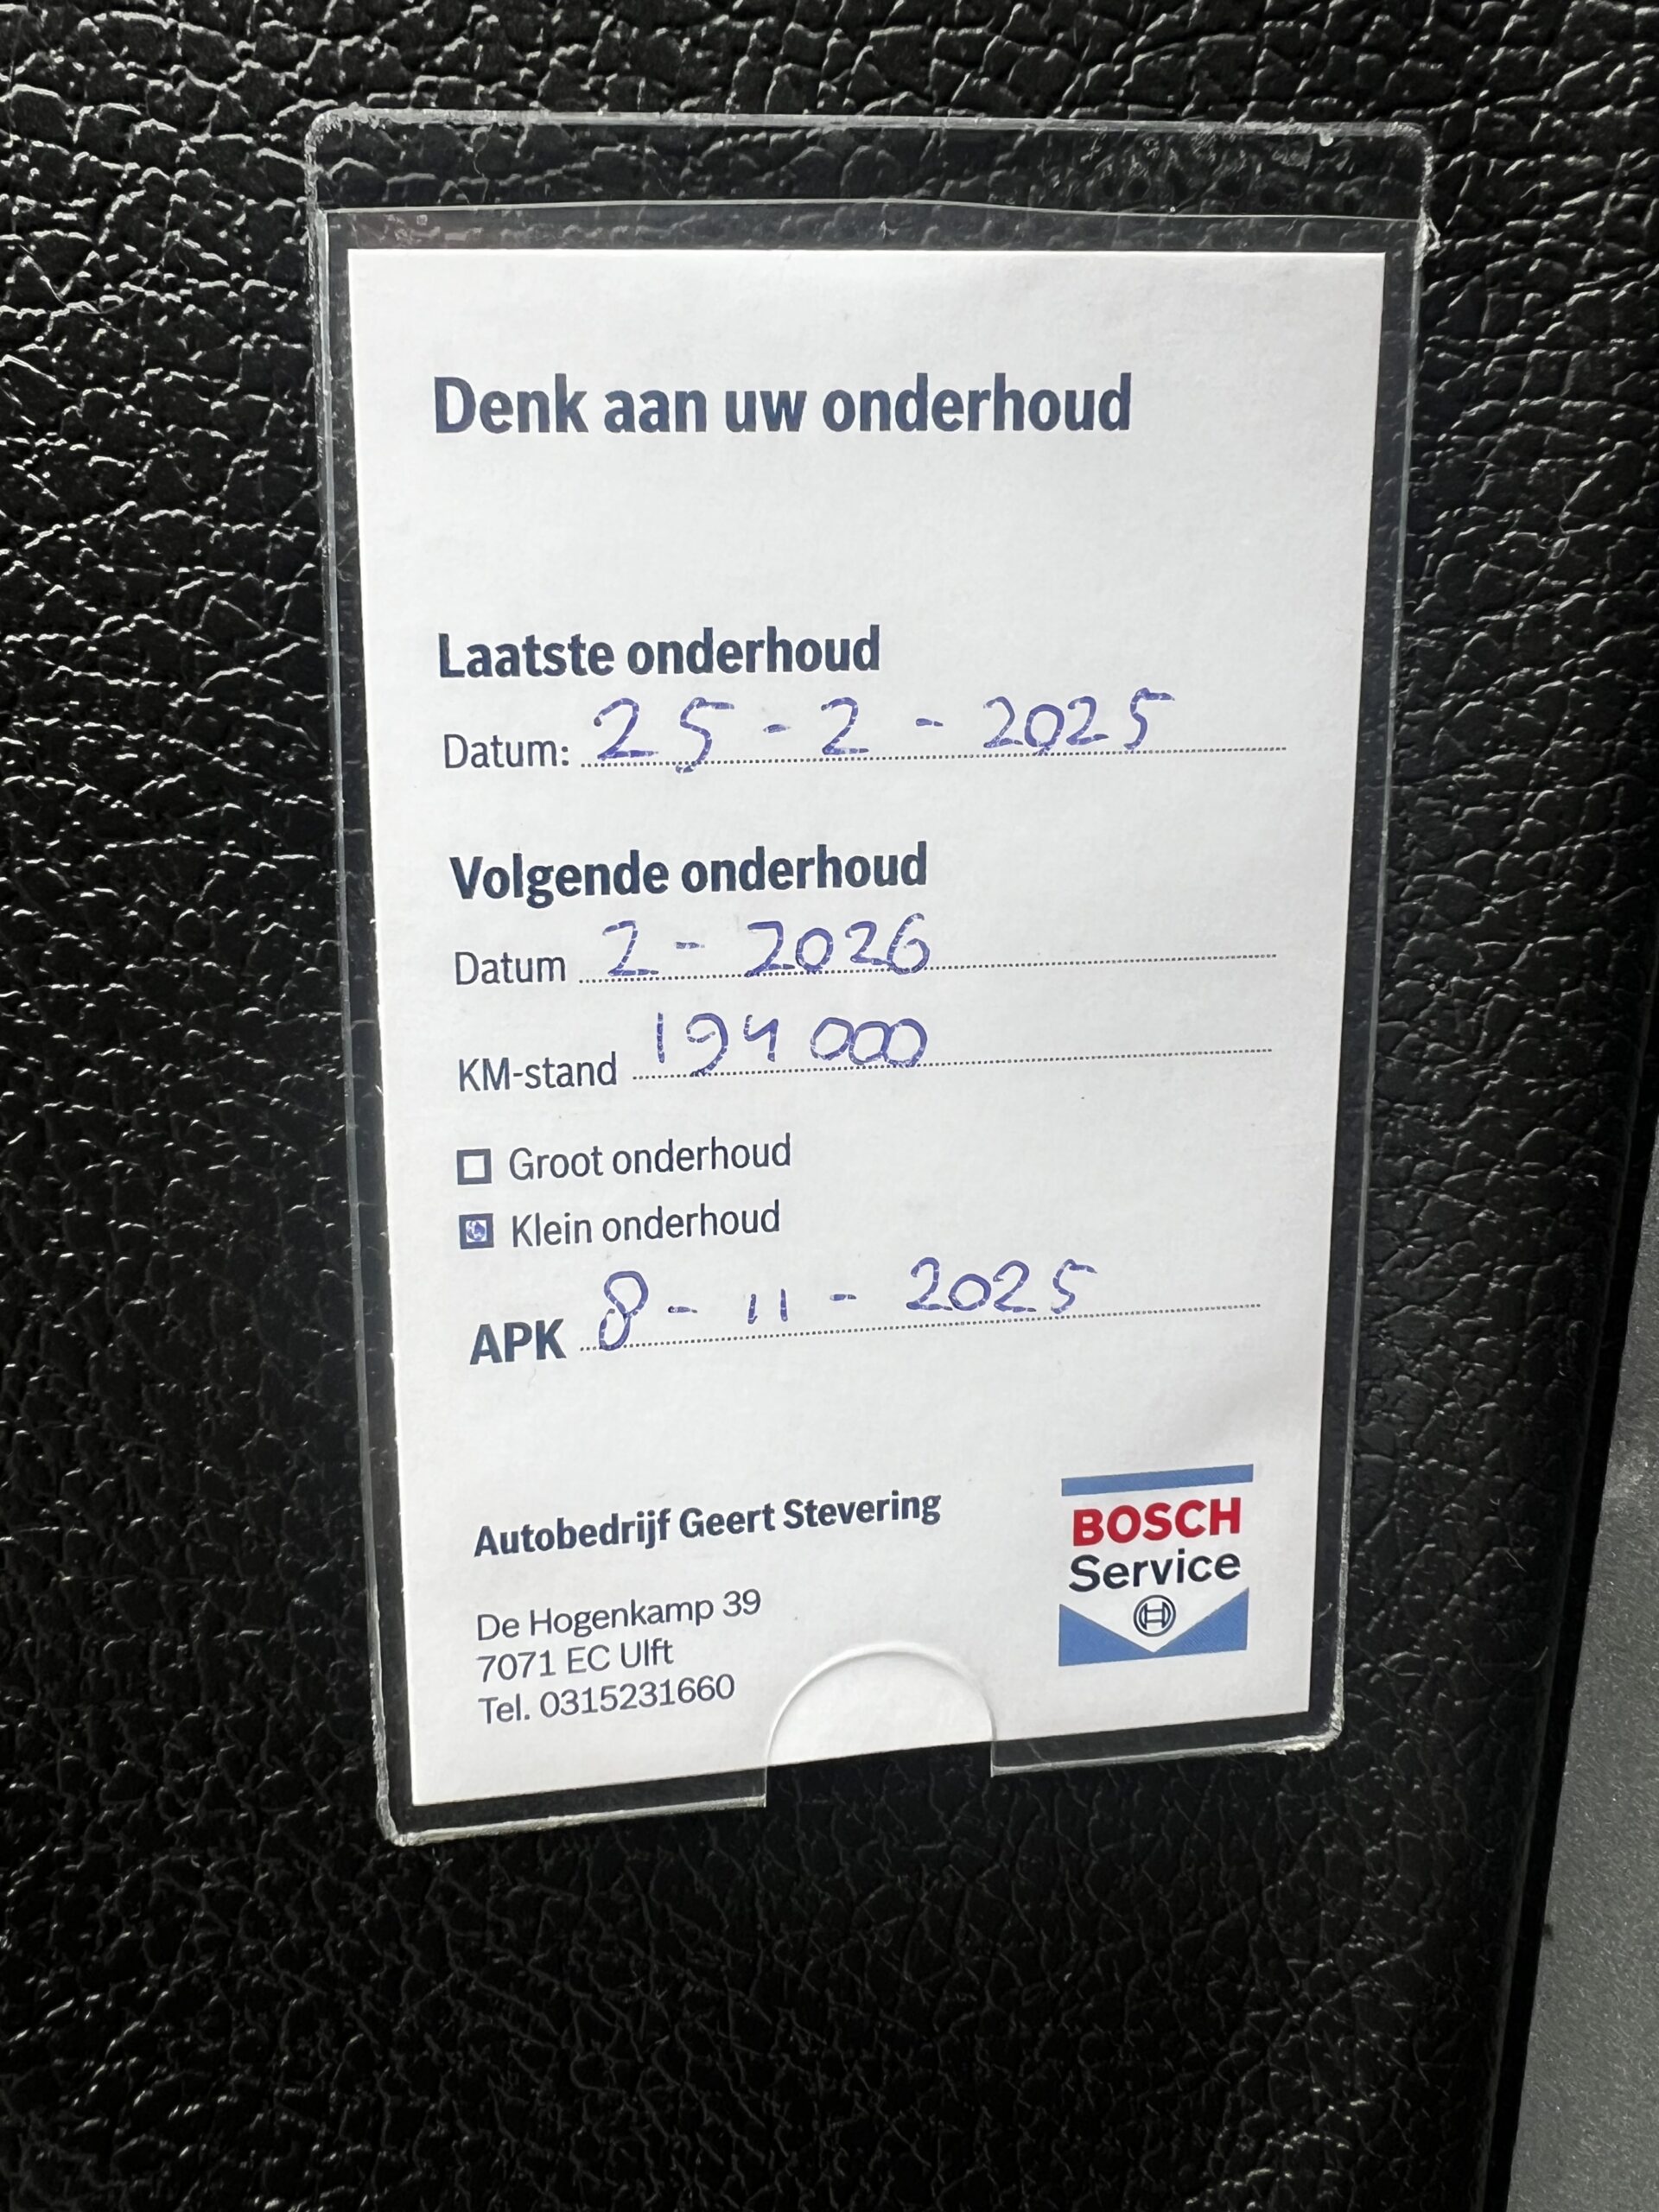 Denk aan uw onderhoud
Laatste onderhoud
Datum: 25-2-2025
Volgende onderhoud
Datum 2-2026
KM-stand 194 000
Groot onderhoud
Klein onderhoud
APK 8-11-2025
Autobedrijf Geert Stevering
De Hogenkamp 39
7071 EC Ulft
Tel. 0315231660
BOSCH
Service